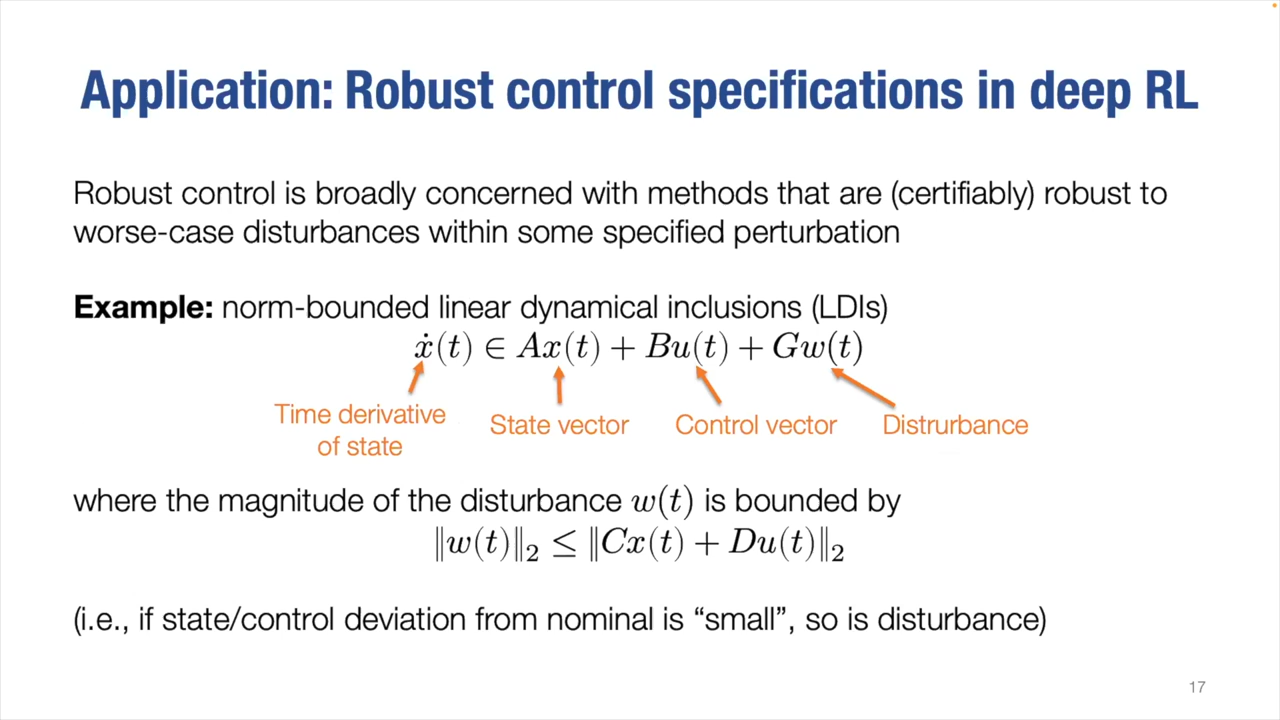 Application: Robust control specifications in deep RL
Robust control is broadly concerned with methods that are (certifiably) robust to
worse-case disturbances within some specified perturbation
Example: norm-bounded linear dynamical inclusions (LDIs)
ẋ(t) ∈ Ax(t) + Bu(t) + Gw(t)
Time derivative
of state
State vector
Control vector
Distrurbance
where the magnitude of the disturbance w(t) is bounded by
‖w(t)‖₂ ≤ ‖Cx(t) + Du(t)‖₂
(i.e., if state/control deviation from nominal is “small”, so is disturbance)
17